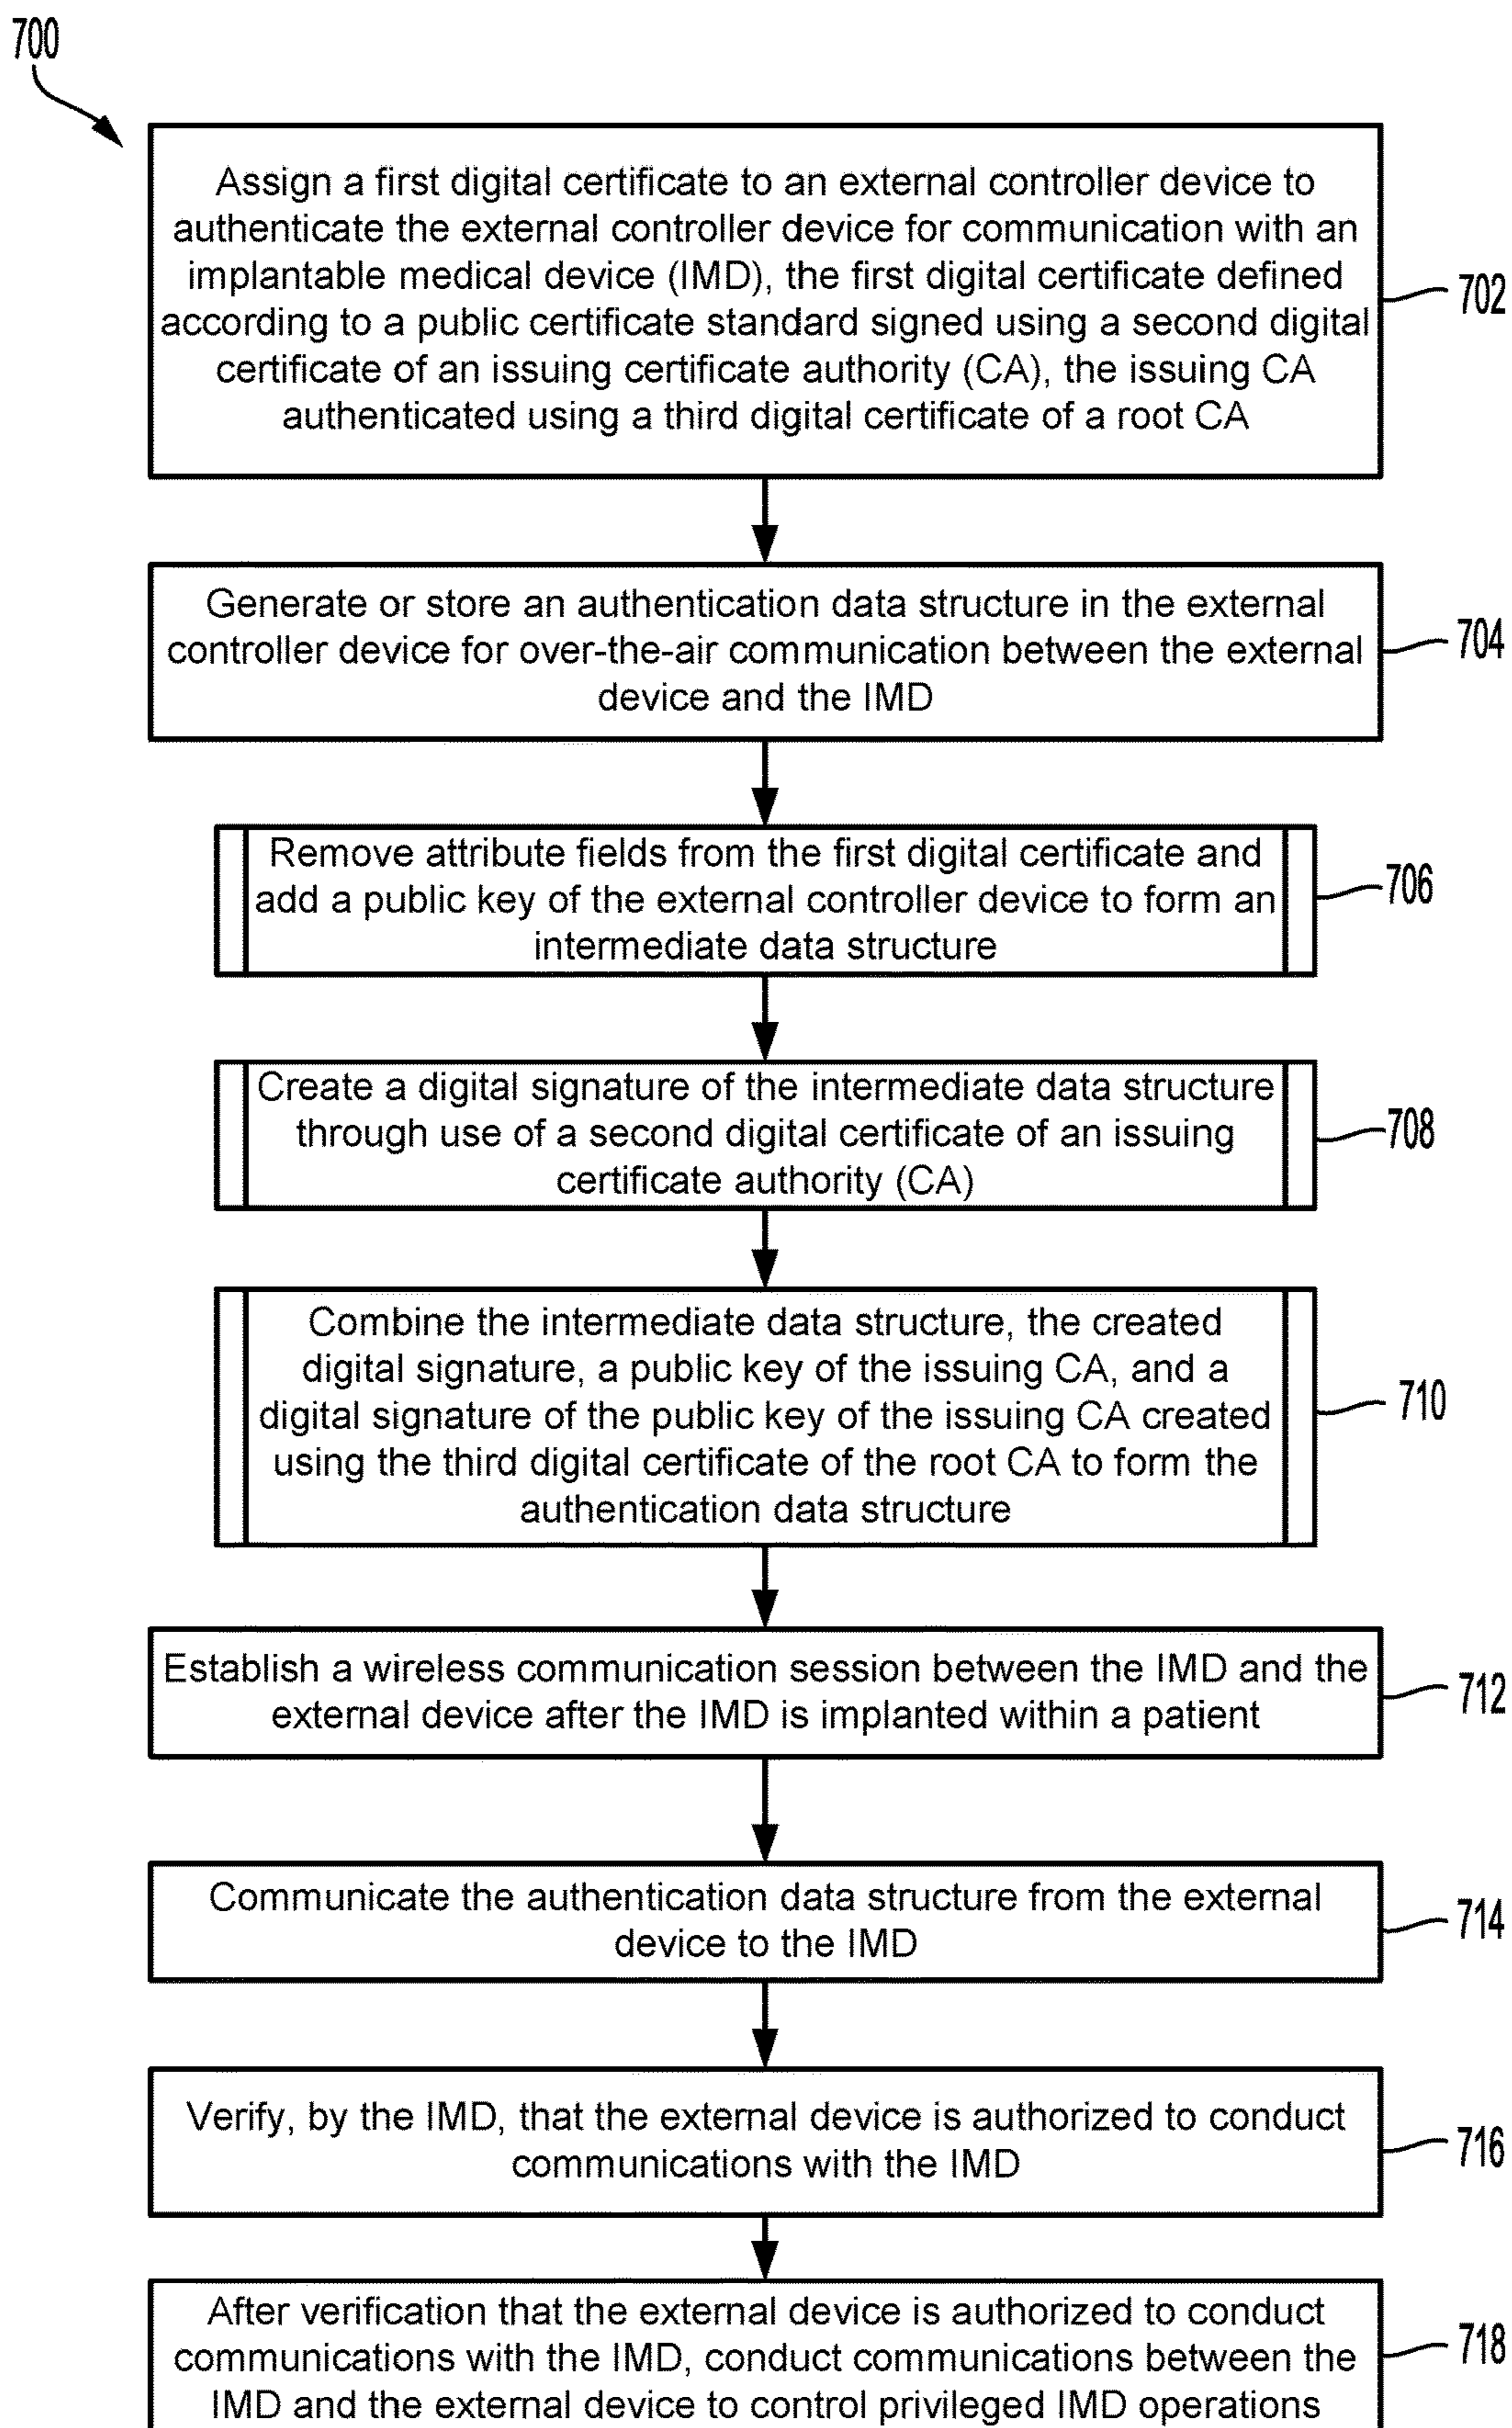 700
Assign a first digital certificate to an external controller device to
authenticate the external controller device for communication with an
implantable medical device (IMD), the first digital certificate defined
according to a public certificate standard signed using a second digital
certificate of an issuing certificate authority (CA), the issuing CA
authenticated using a third digital certificate of a root CA
702
Generate or store an authentication data structure in the external
controller device for over-the-air communication between the external
device and the IMD
704
Remove attribute fields from the first digital certificate and
add a public key of the external controller device to form an
intermediate data structure
706
Create a digital signature of the intermediate data structure
through use of a second digital certificate of an issuing
certificate authority (CA)
708
Combine the intermediate data structure, the created
digital signature, a public key of the issuing CA, and a
digital signature of the public key of the issuing CA created
using the third digital certificate of the root CA to form the
authentication data structure
710
Establish a wireless communication session between the IMD and the
external device after the IMD is implanted within a patient
712
Communicate the authentication data structure from the external
device to the IMD
714
Verify, by the IMD, that the external device is authorized to conduct
communications with the IMD
716
After verification that the external device is authorized to conduct
communications with the IMD, conduct communications between the
IMD and the external device to control privileged IMD operations
718